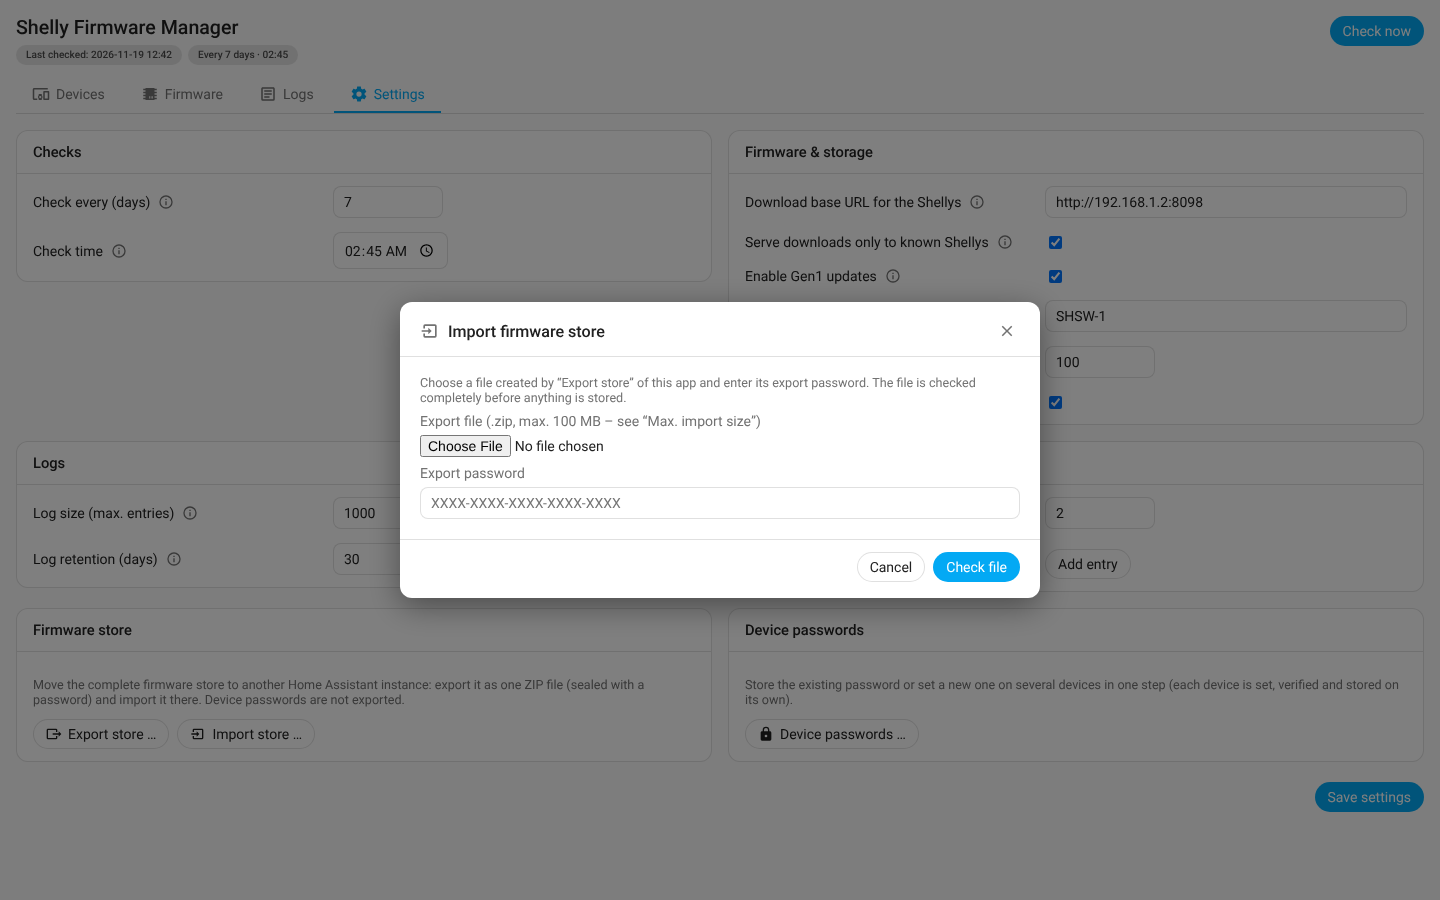 Shelly Firmware Manager
Check now
Last checked: 2026-11-19 12:42
Every 7 days · 02:45
Devices
Firmware
Logs
Settings
Checks
Check every (days)
7
Check time
02:45 AM
Firmware & storage
Download base URL for the Shellys
http://192.168.1.2:8098
Serve downloads only to known Shellys
Enable Gen1 updates
SHSW-1
100
Import firmware store
Choose a file created by “Export store” of this app and enter its export password. The file is checked
completely before anything is stored.
Export file (.zip, max. 100 MB – see “Max. import size”)
Choose File No file chosen
Export password
XXXX-XXXX-XXXX-XXXX-XXXX
Cancel
Check file
Logs
Log size (max. entries)
1000
Log retention (days)
30
2
Add entry
Firmware store
Move the complete firmware store to another Home Assistant instance: export it as one ZIP file (sealed with a
password) and import it there. Device passwords are not exported.
Export store ...
Import store ...
Device passwords
Store the existing password or set a new one on several devices in one step (each device is set, verified and stored on
its own).
Device passwords ...
Save settings